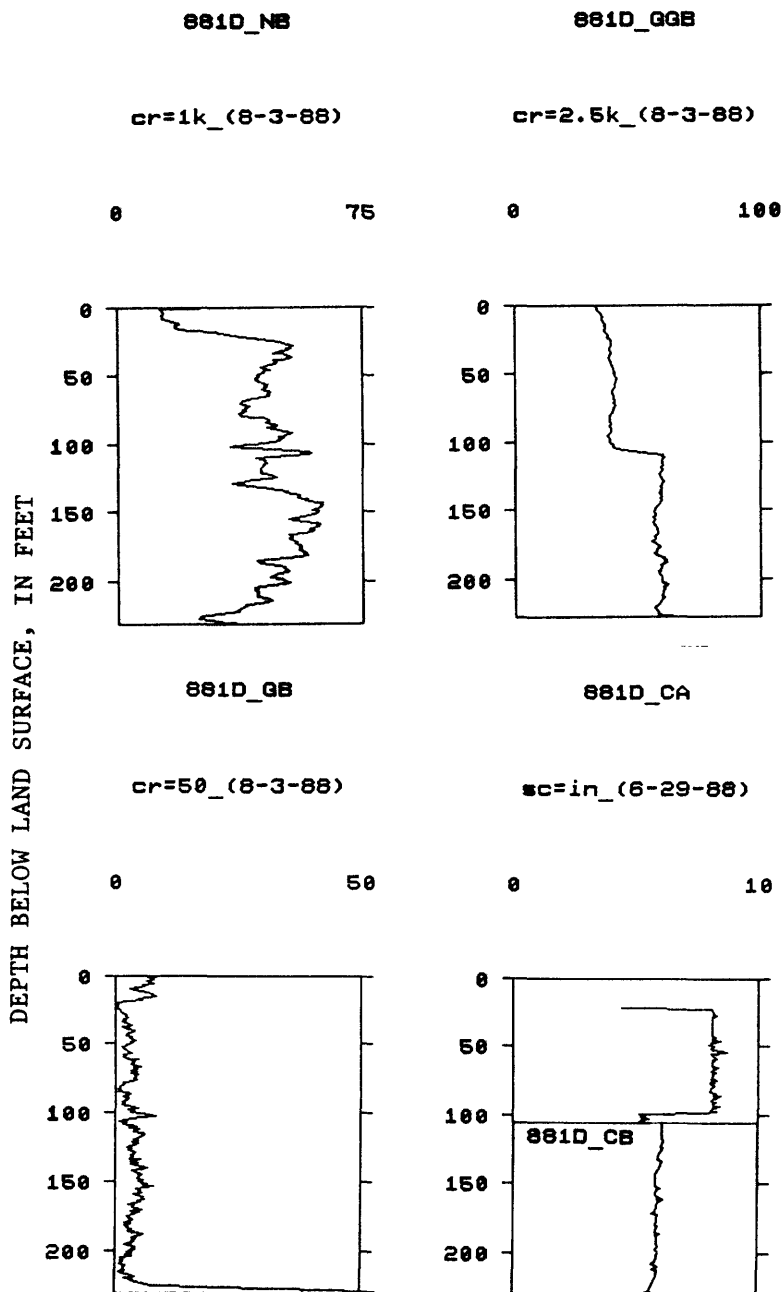 881D_NB
cr=1k_(8-3-88)
0 75
0
50
100
150
200
881D_GGB
cr=2.5k_(8-3-88)
0 100
0
50
100
150
200
DEPTH BELOW LAND SURFACE, IN FEET
881D_GB
cr=50_(8-3-88)
0 50
0
50
100
150
200
881D_CA
sc=in_(6-29-88)
0 10
0
50
100
881D_CB
150
200